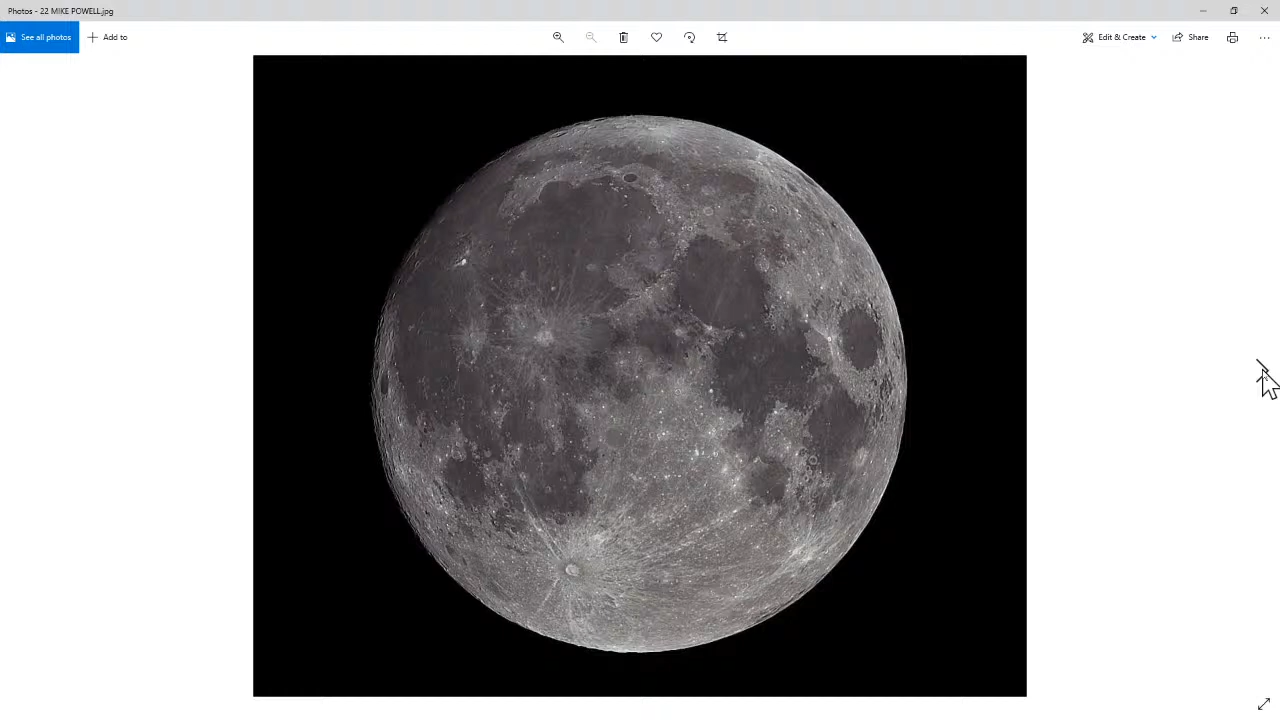 Photos - 22 MIKE POWELL.jpg
See all photos
Add to
Edit & Create
Share